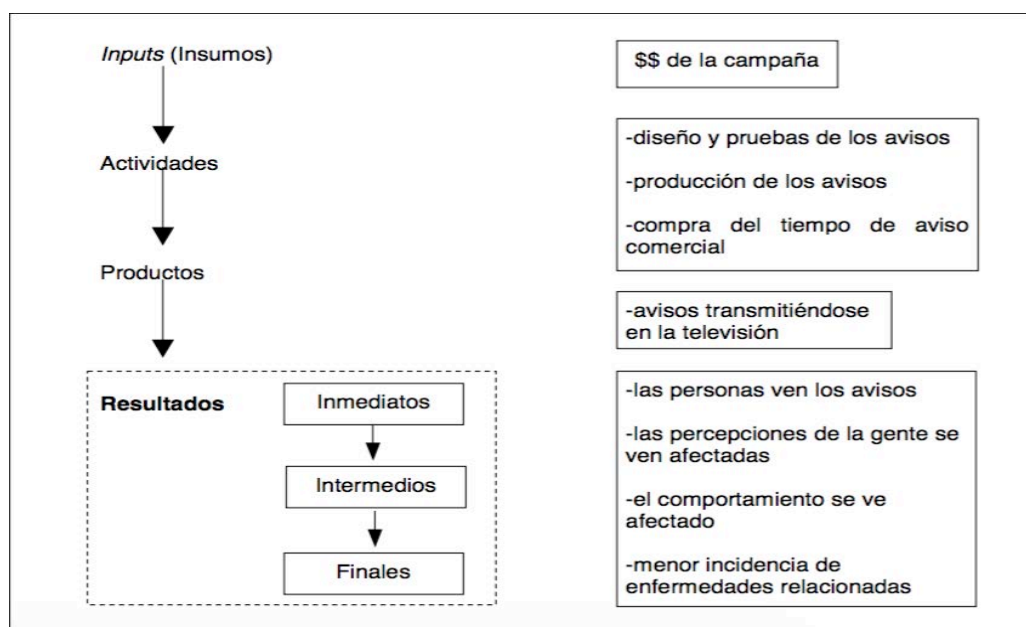 Inputs (Insumos)
$$ de la campaña
Actividades
-diseño y pruebas de los avisos
-producción de los avisos
-compra del tiempo de aviso
comercial
Productos
-avisos transmitiéndose
en la televisión
Resultados
Inmediatos
Intermedios
Finales
-las personas ven los avisos
-las percepciones de la gente se
ven afectadas
-el comportamiento se ve
afectado
-menor incidencia de
enfermedades relacionadas